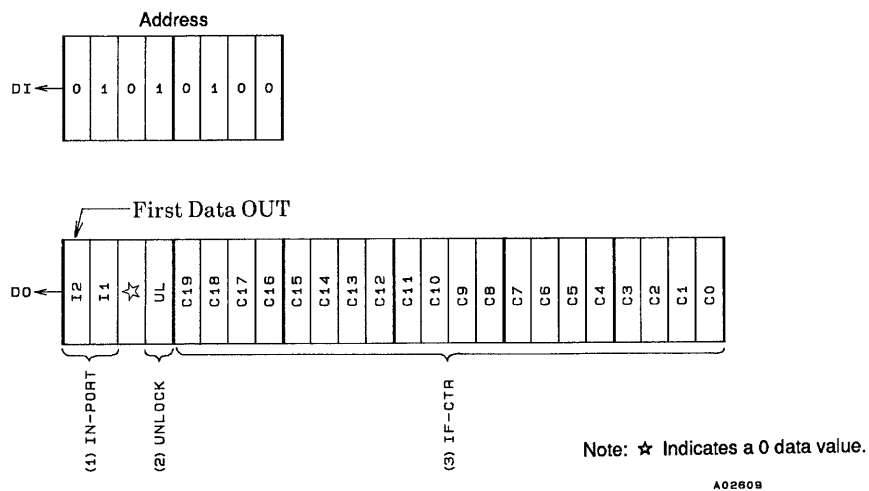 Address
DI 0 1 0 1 0 1 0 0
First Data OUT
DO I2 I1 ☆ UL C19 C18 C17 C16 C15 C14 C13 C12 C11 C10 C9 C8 C7 C6 C5 C4 C3 C2 C1 C0
(1) IN-PORT
(2) UNLOCK
(3) IF-CTR
Note: ☆ Indicates a 0 data value.
A02609